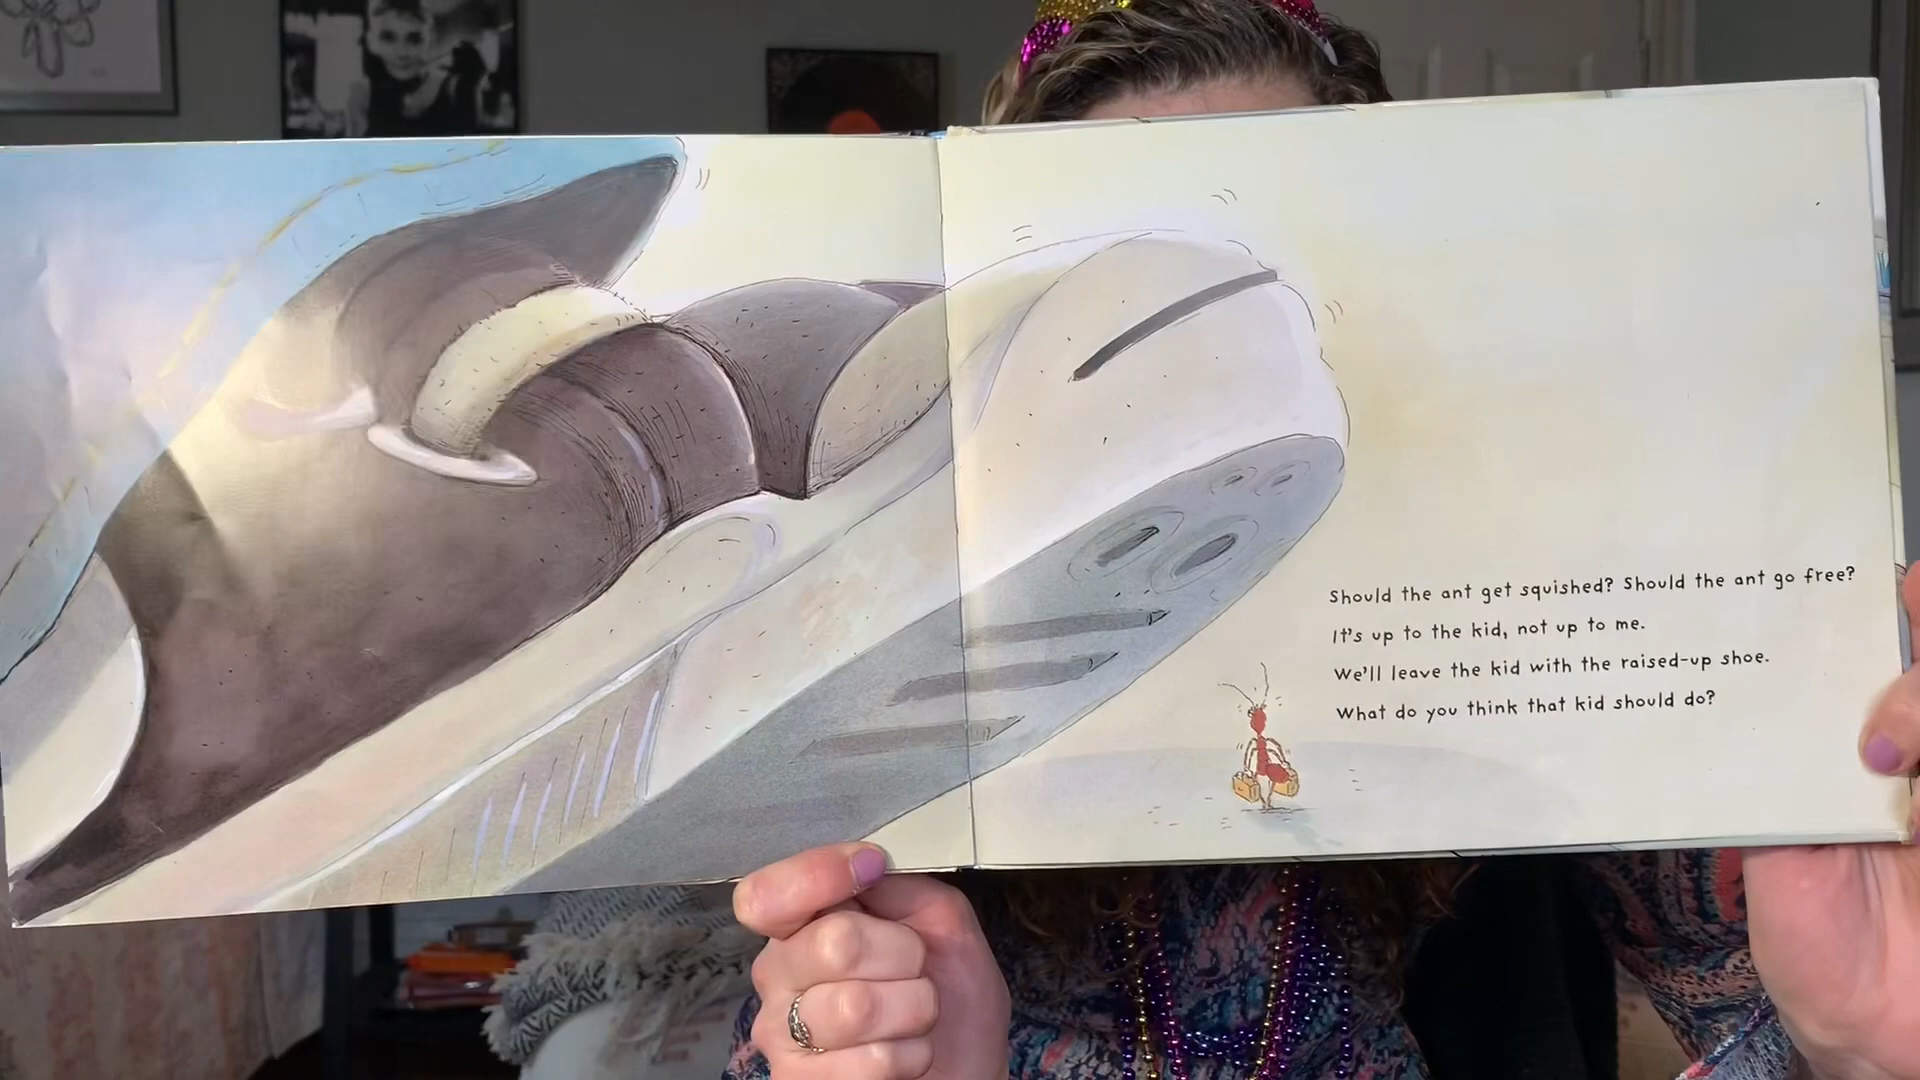 Should the ant get squished? Should the ant go free?
It's up to the kid, not up to me.
We'll leave the kid with the raised-up shoe.
What do you think that kid should do?